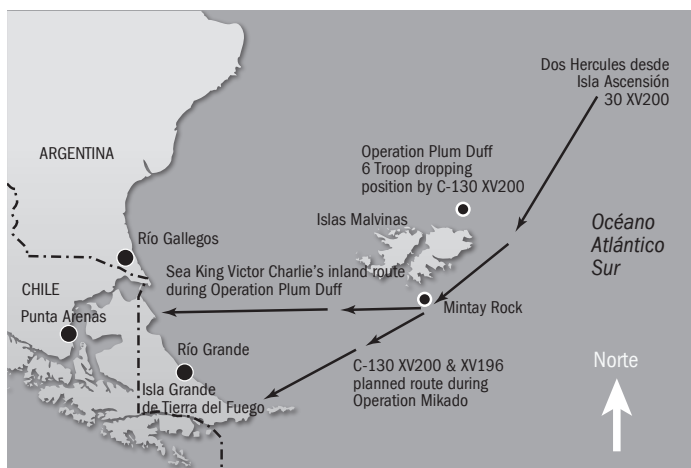 Dos Hercules desde
Isla Ascensión
30 XV200
ARGENTINA
Operation Plum Duff
6 Troop dropping
position by C-130 XV200
Islas Malvinas
Océano
Atlántico
Sur
Río Gallegos
Sea King Victor Charlie's inland route
during Operation Plum Duff
CHILE
Punta Arenas
Mintay Rock
Río Grande
Isla Grande
de Tierra del Fuego
C-130 XV200 & XV196
planned route during
Operation Mikado
Norte